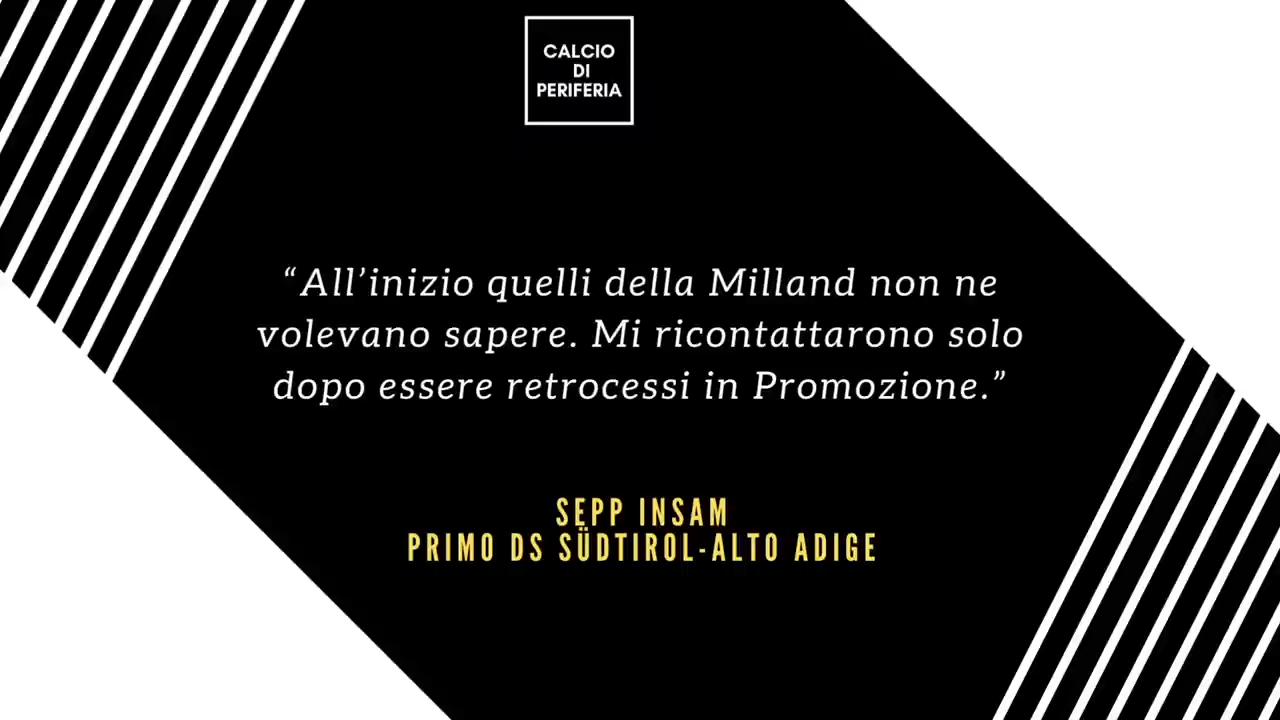 CALCIO
DI
PERIFERIA
“All’inizio quelli della Milland non ne
volevano sapere. Mi ricontattarono solo
dopo essere retrocessi in Promozione.”
SEPP INSAM
PRIMO DS SÜDTIROL-ALTO ADIGE